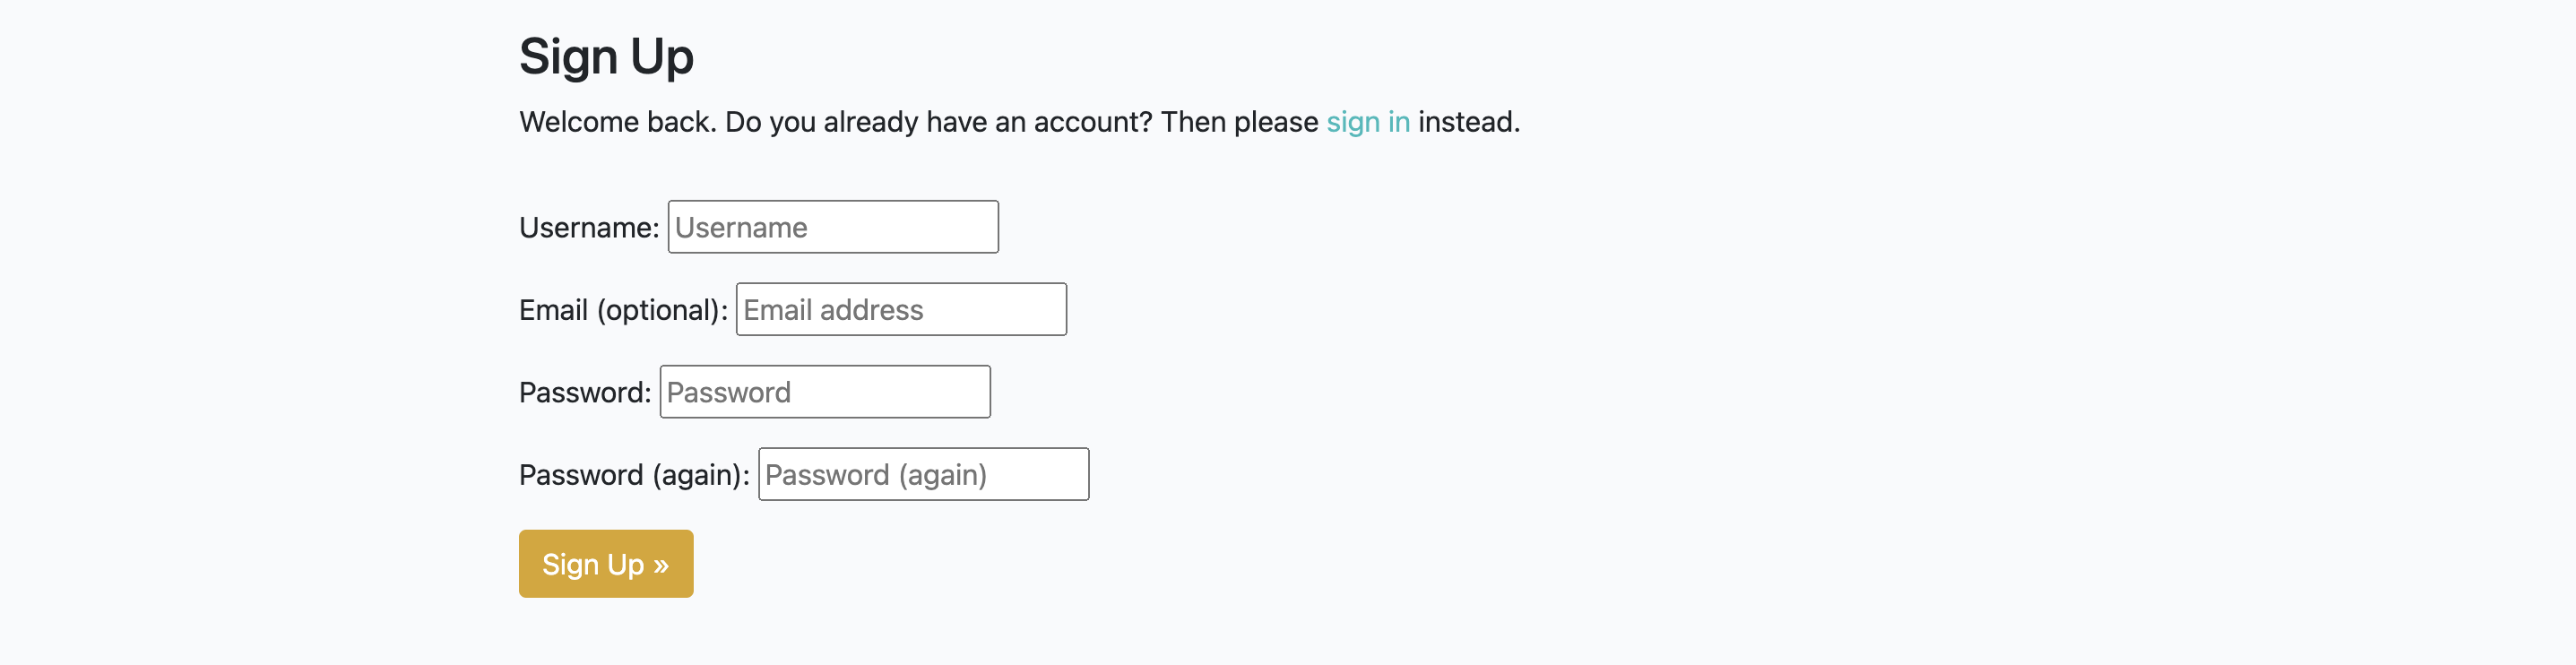 Sign Up
Welcome back. Do you already have an account? Then please sign in instead.
Username: Username
Email (optional): Email address
Password: Password
Password (again): Password (again)
Sign Up »